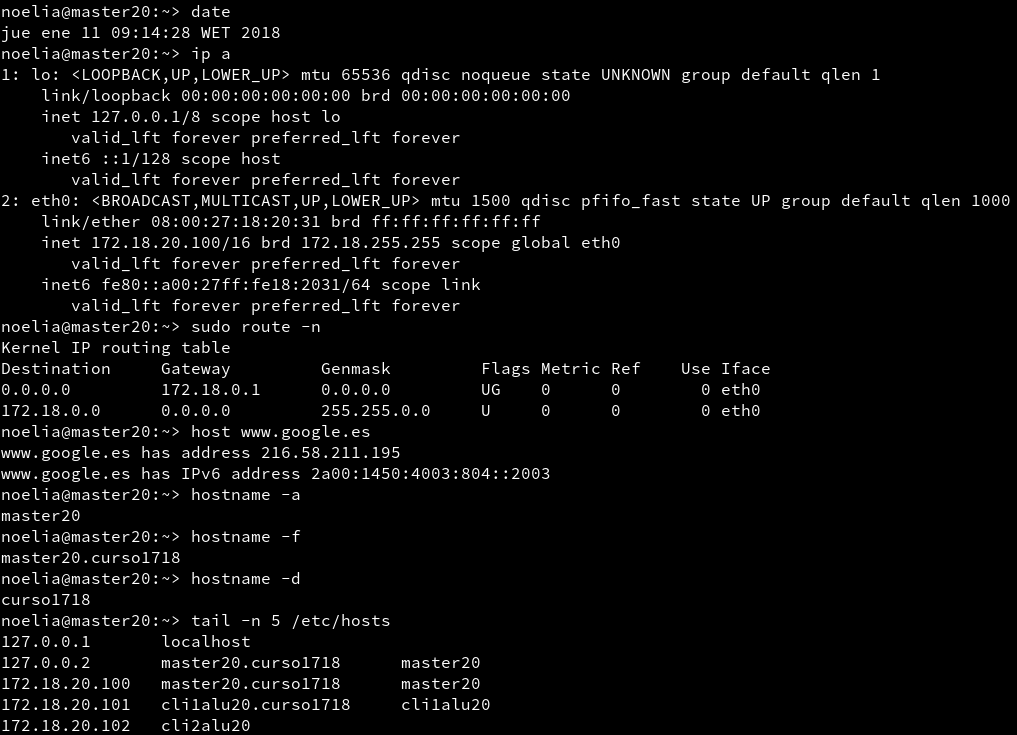 noelia@master20:~> date
jue ene 11 09:14:28 WET 2018
noelia@master20:~> ip a
1: lo: <LOOPBACK,UP,LOWER_UP> mtu 65536 qdisc noqueue state UNKNOWN group default qlen 1
    link/loopback 00:00:00:00:00:00 brd 00:00:00:00:00:00
    inet 127.0.0.1/8 scope host lo
       valid_lft forever preferred_lft forever
    inet6 ::1/128 scope host
       valid_lft forever preferred_lft forever
2: eth0: <BROADCAST,MULTICAST,UP,LOWER_UP> mtu 1500 qdisc pfifo_fast state UP group default qlen 1000
    link/ether 08:00:27:18:20:31 brd ff:ff:ff:ff:ff:ff
    inet 172.18.20.100/16 brd 172.18.255.255 scope global eth0
       valid_lft forever preferred_lft forever
    inet6 fe80::a00:27ff:fe18:2031/64 scope link
       valid_lft forever preferred_lft forever
noelia@master20:~> sudo route -n
Kernel IP routing table
Destination     Gateway         Genmask         Flags Metric Ref    Use Iface
0.0.0.0         172.18.0.1      0.0.0.0         UG    0      0        0 eth0
172.18.0.0      0.0.0.0         255.255.0.0     U     0      0        0 eth0
noelia@master20:~> host www.google.es
www.google.es has address 216.58.211.195
www.google.es has IPv6 address 2a00:1450:4003:804::2003
noelia@master20:~> hostname -a
master20
noelia@master20:~> hostname -f
master20.curso1718
noelia@master20:~> hostname -d
curso1718
noelia@master20:~> tail -n 5 /etc/hosts
127.0.0.1       localhost
127.0.0.2       master20.curso1718      master20
172.18.20.100   master20.curso1718      master20
172.18.20.101   cli1alu20.curso1718     cli1alu20
172.18.20.102   cli2alu20